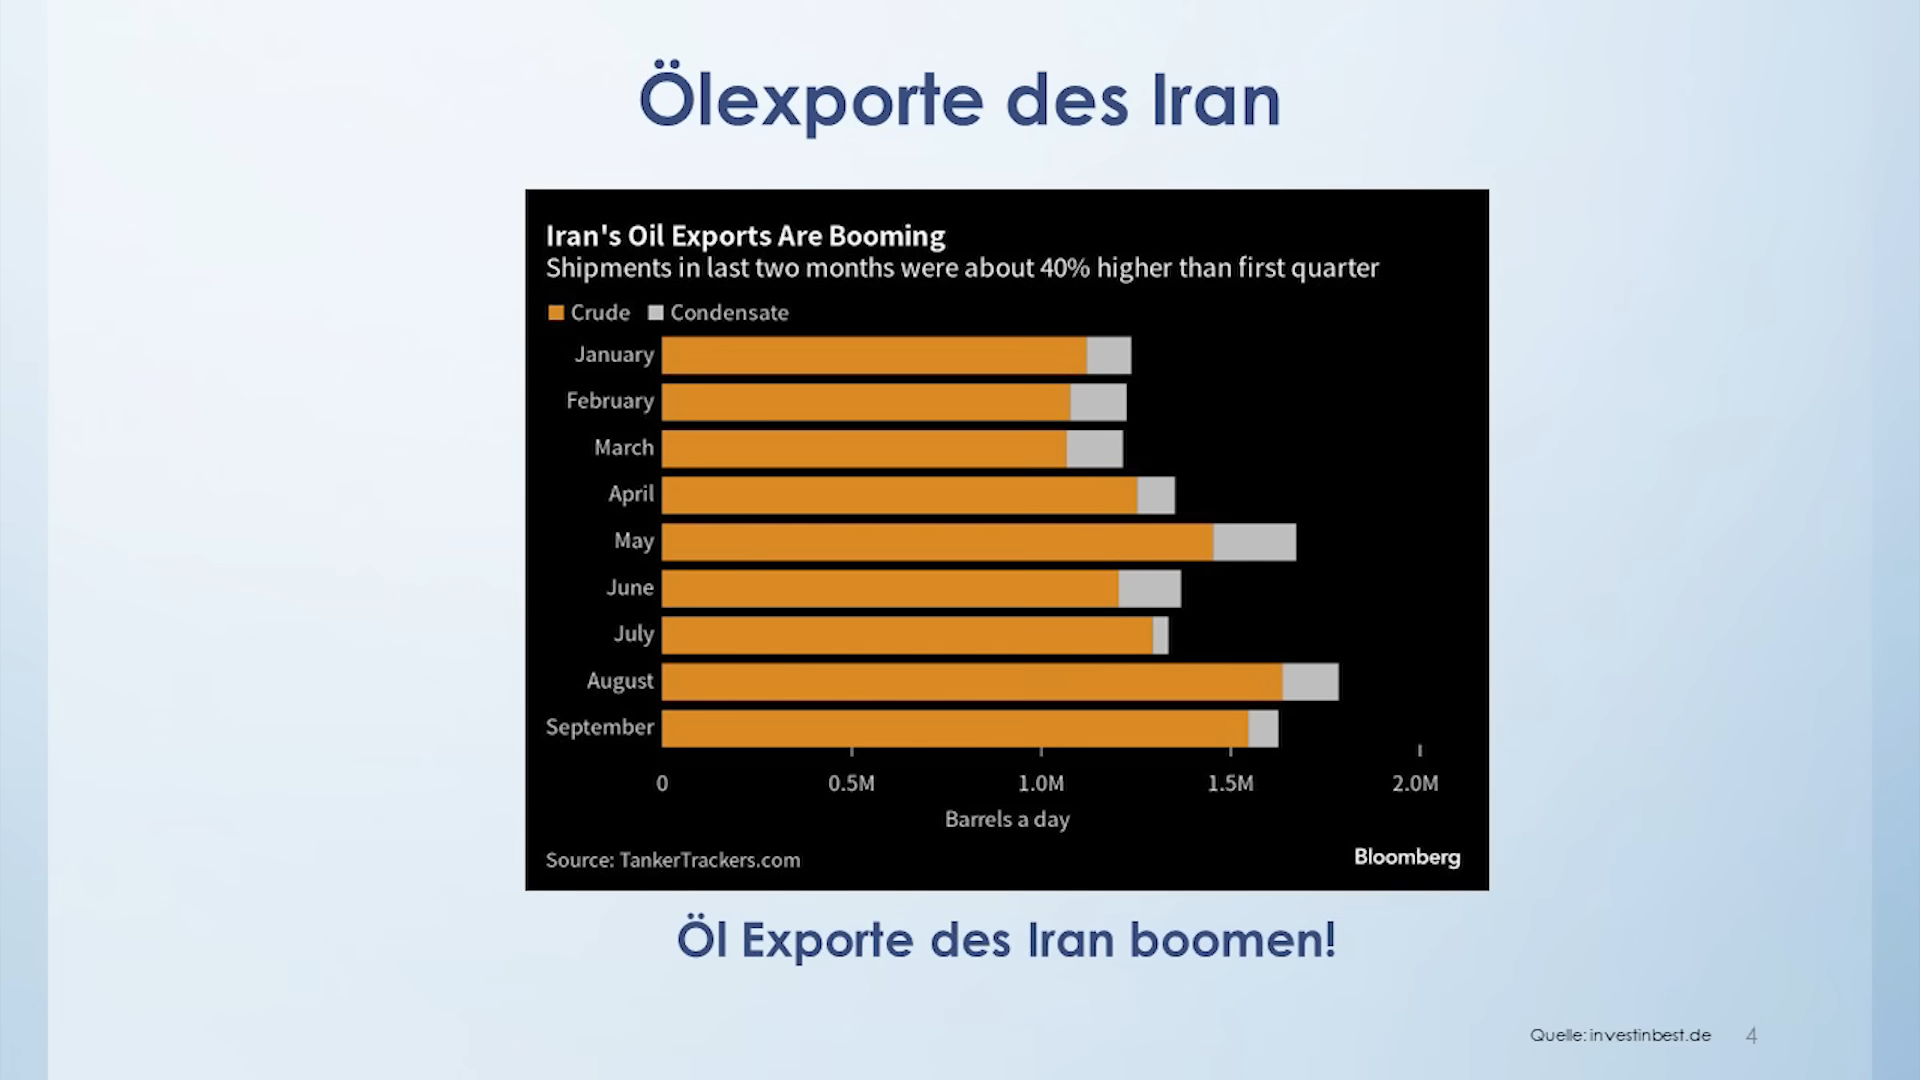 Ölexporte des Iran
Iran's Oil Exports Are Booming
Shipments in last two months were about 40% higher than first quarter
Crude Condensate
January
February
March
April
May
June
July
August
September
0 0.5M 1.0M 1.5M 2.0M
Barrels a day
Source: TankerTrackers.com Bloomberg
Öl Exporte des Iran boomen!
Quelle: investinbest.de 4